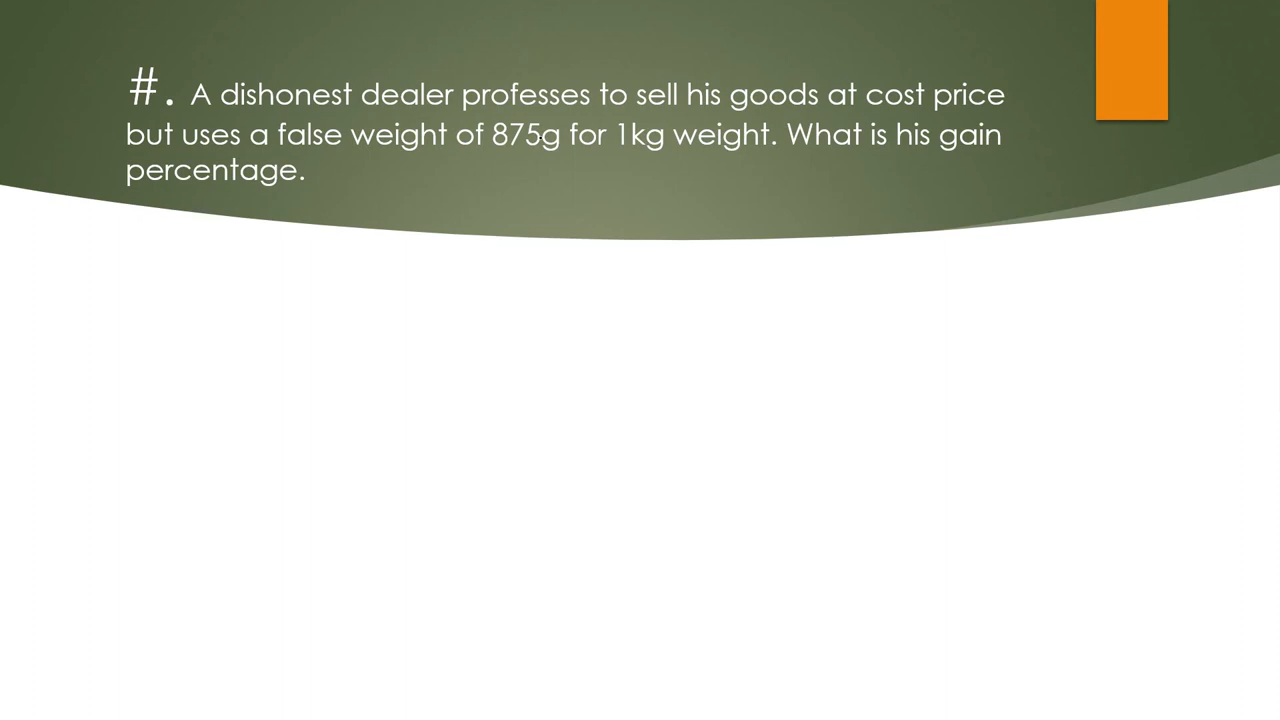 #. A dishonest dealer professes to sell his goods at cost price
but uses a false weight of 875g for 1kg weight. What is his gain
percentage.